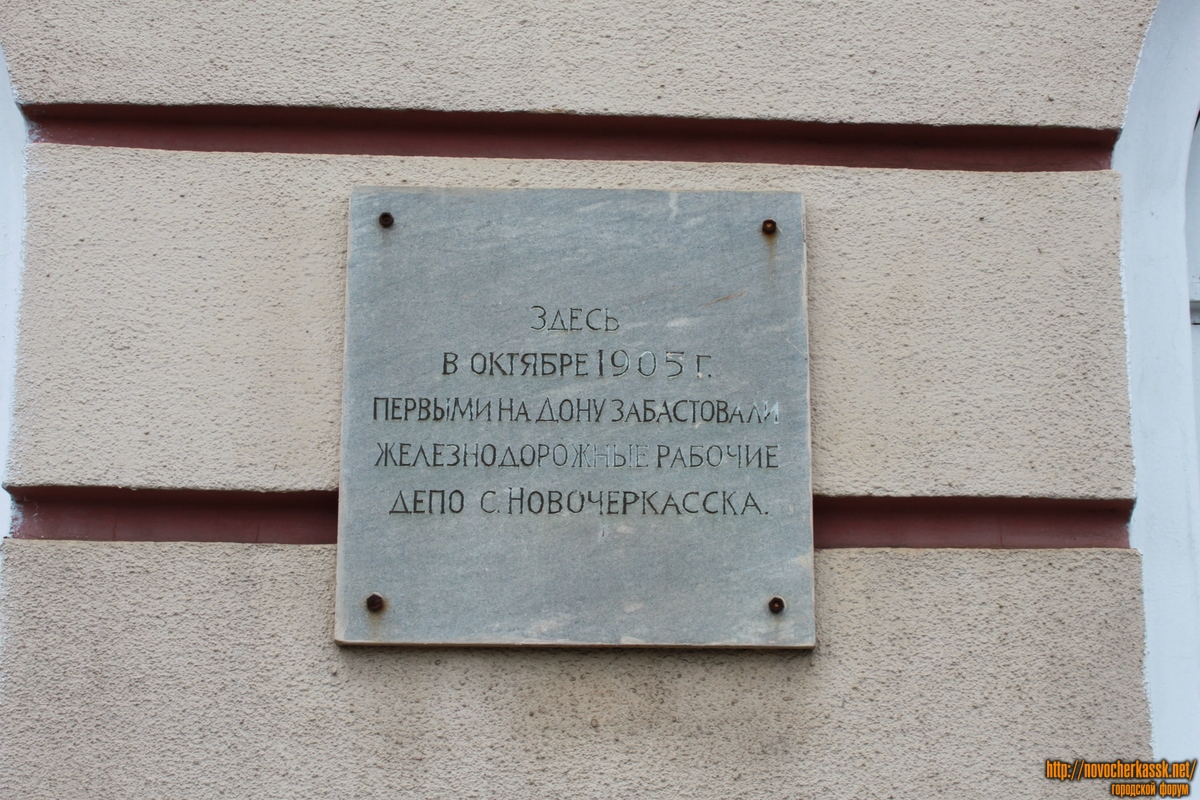 ЗДЕСЬ
В ОКТЯБРЕ 1905 Г.
ПЕРВЫМИ НА ДОНУ ЗАБАСТОВАЛИ
ЖЕЛЕЗНОДОРОЖНЫЕ РАБОЧИЕ
ДЕПО С. НОВОЧЕРКАССКА.
http://novocherkassk.net/
городской форум